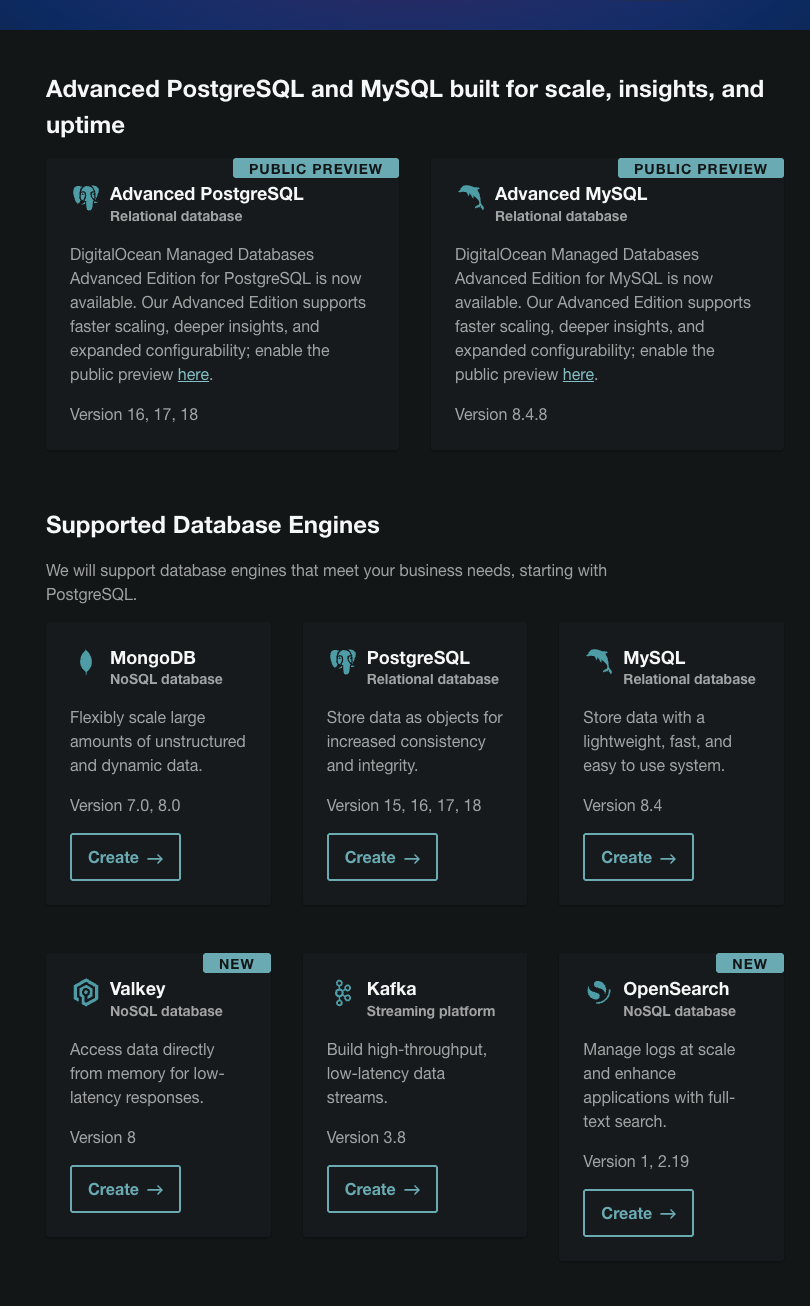 Advanced PostgreSQL and MySQL built for scale, insights, and
uptime
PUBLIC PREVIEW
Advanced PostgreSQL
Relational database
DigitalOcean Managed Databases
Advanced Edition for PostgreSQL is now
available. Our Advanced Edition supports
faster scaling, deeper insights, and
expanded configurability; enable the
public preview here.
Version 16, 17, 18
PUBLIC PREVIEW
Advanced MySQL
Relational database
DigitalOcean Managed Databases
Advanced Edition for MySQL is now
available. Our Advanced Edition supports
faster scaling, deeper insights, and
expanded configurability; enable the
public preview here.
Version 8.4.8
Supported Database Engines
We will support database engines that meet your business needs, starting with
PostgreSQL.
MongoDB
NoSQL database
Flexibly scale large
amounts of unstructured
and dynamic data.
Version 7.0, 8.0
Create →
PostgreSQL
Relational database
Store data as objects for
increased consistency
and integrity.
Version 15, 16, 17, 18
Create →
MySQL
Relational database
Store data with a
lightweight, fast, and
easy to use system.
Version 8.4
Create →
NEW
Valkey
NoSQL database
Access data directly
from memory for low-
latency responses.
Version 8
Create →
Kafka
Streaming platform
Build high-throughput,
low-latency data
streams.
Version 3.8
Create →
NEW
OpenSearch
NoSQL database
Manage logs at scale
and enhance
applications with full-
text search.
Version 1, 2.19
Create →